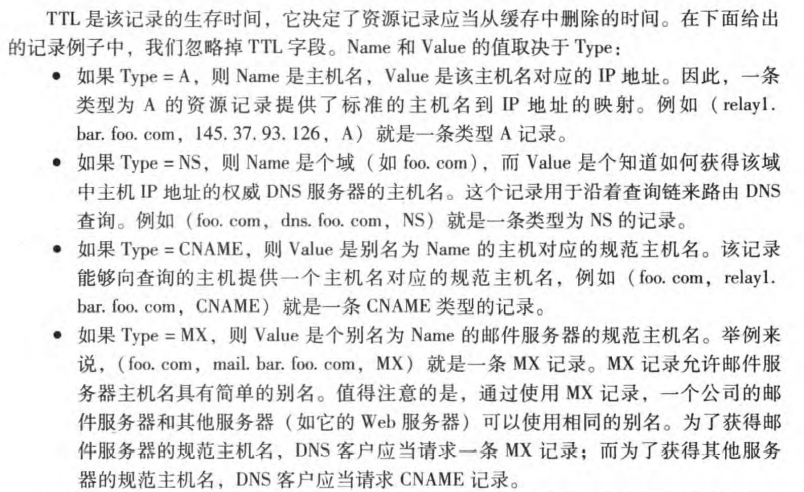 TTL 是该记录的生存时间，它决定了资源记录应当从缓存中删除的时间。在下面给出
的记录例子中，我们忽略掉 TTL 字段。Name 和 Value 的值取决于 Type：
• 如果 Type = A，则 Name 是主机名，Value 是该主机名对应的 IP 地址。因此，一条
类型为 A 的资源记录提供了标准的主机名到 IP 地址的映射。例如（relay1.
bar. foo. com，145. 37. 93. 126，A）就是一条类型 A 记录。
• 如果 Type = NS，则 Name 是个域（如 foo. com），而 Value 是个知道如何获得该域
中主机 IP 地址的权威 DNS 服务器的主机名。这个记录用于沿着查询链来路由 DNS
查询。例如（foo. com，dns. foo. com，NS）就是一条类型为 NS 的记录。
• 如果 Type = CNAME，则 Value 是别名为 Name 的主机对应的规范主机名。该记录
能够向查询的主机提供一个主机名对应的规范主机名，例如（foo. com，relay1.
bar. foo. com，CNAME）就是一条 CNAME 类型的记录。
• 如果 Type = MX，则 Value 是个别名为 Name 的邮件服务器的规范主机名。举例来
说，（foo. com，mail. bar. foo. com，MX）就是一条 MX 记录。MX 记录允许邮件服
务器主机名具有简单的别名。值得注意的是，通过使用 MX 记录，一个公司的邮
件服务器和其他服务器（如它的 Web 服务器）可以使用相同的别名。为了获得邮
件服务器的规范主机名，DNS 客户应当请求一条 MX 记录；而为了获得其他服务
器的规范主机名，DNS 客户应当请求 CNAME 记录。